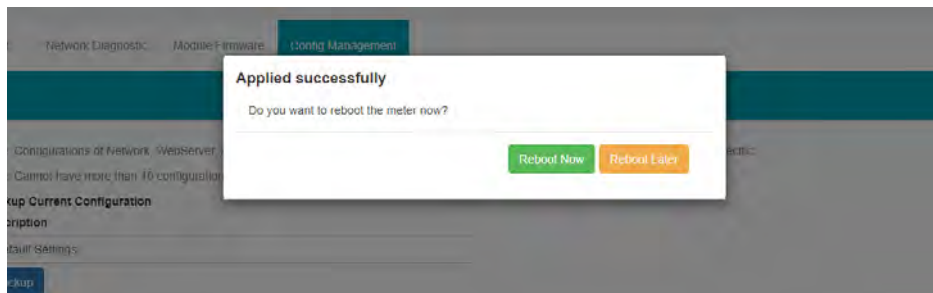 Network Diagnostic Module Firmware Config Management
Applied successfully
Do you want to reboot the meter now?
Reboot Now Reboot Later
Configurations of Network, WebServer,
Cannot have more than 10 configuration
kup Current Configuration
cription
fault Settings
ckup